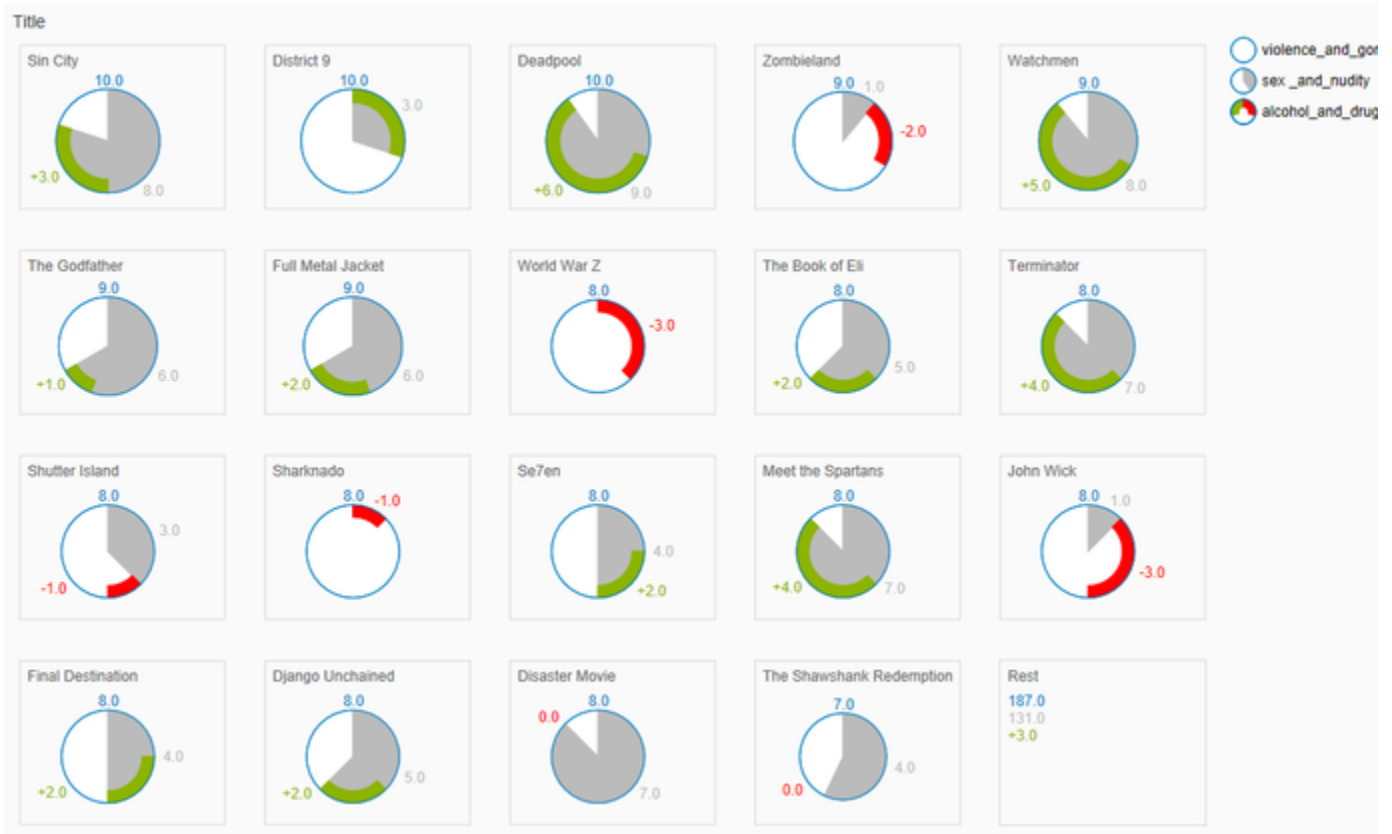 Title
Sin City
10.0
+3.0
8.0
District 9
10.0
3.0
Deadpool
10.0
+6.0
9.0
Zombieland
9.0
1.0
-2.0
Watchmen
9.0
+5.0
8.0
violence_and_gor
sex _and_nudity
alcohol_and_drug
The Godfather
9.0
+1.0
6.0
Full Metal Jacket
9.0
+2.0
6.0
World War Z
8.0
-3.0
The Book of Eli
8.0
+2.0
5.0
Terminator
8.0
+4.0
7.0
Shutter Island
8.0
3.0
-1.0
Sharknado
8.0
-1.0
Se7en
8.0
4.0
+2.0
Meet the Spartans
8.0
+4.0
7.0
John Wick
8.0
1.0
-3.0
Final Destination
8.0
4.0
+2.0
Django Unchained
8.0
5.0
+2.0
Disaster Movie
8.0
0.0
7.0
The Shawshank Redemption
7.0
4.0
0.0
Rest
187.0
131.0
+3.0